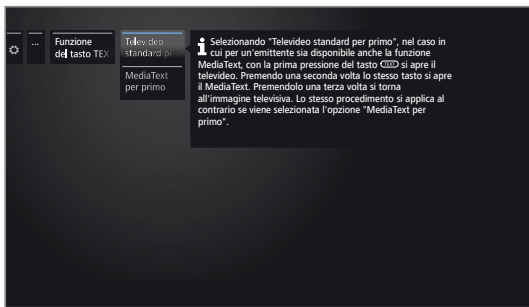 ...
Funzione
del tasto TEX
Televideo
standard pe
MediaText
per primo
Selezionando "Televideo standard per primo", nel caso in
cui per un'emittente sia disponibile anche la funzione
MediaText, con la prima pressione del tasto TEXT si apre il
televideo. Premendo una seconda volta lo stesso tasto si apre
il MediaText. Premendolo una terza volta si torna
all'immagine televisiva. Lo stesso procedimento si applica al
contrario se viene selezionata l'opzione "MediaText per
primo".